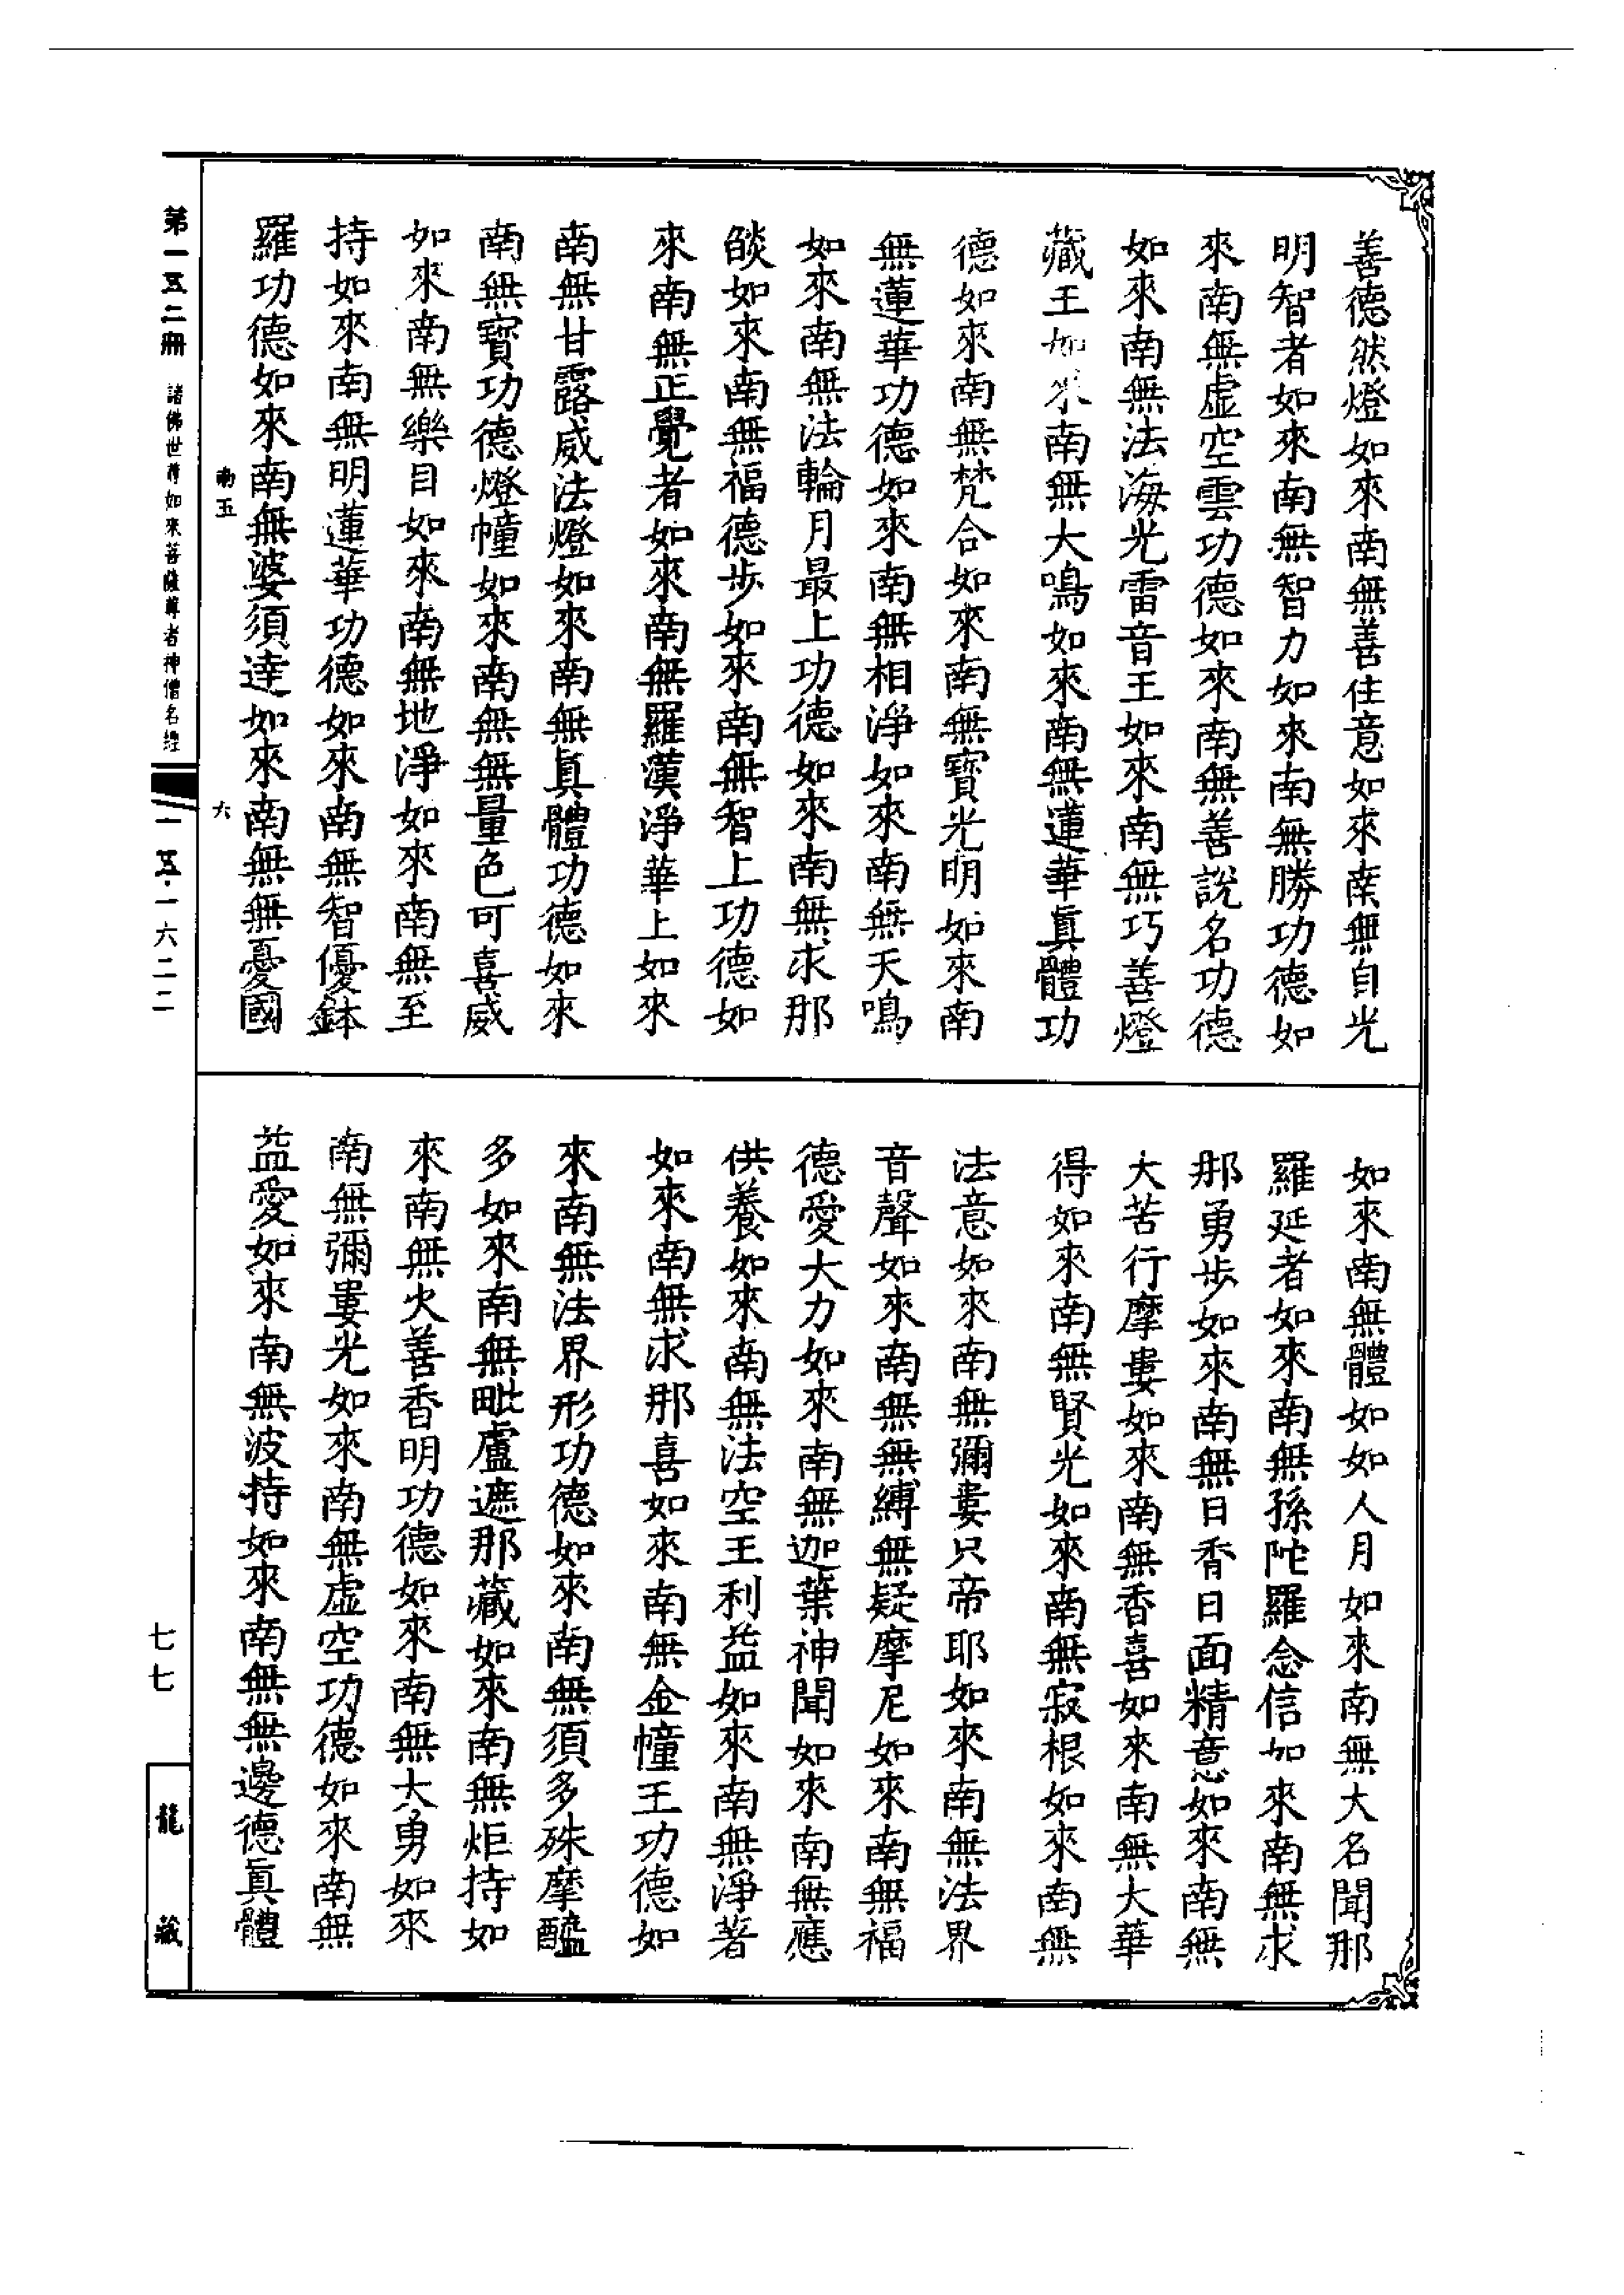 善德然燈如來南無善住意如來南無自光
明智者如來南無智力如來南無勝功德如
來南無虛空雲功德如來南無善說名功德
如來南無法海光雷音王如來南無巧善燈
藏王如來南無大鳴如來南無蓮華眞體功
德如來南無梵合如來南無寶光明如來南
無蓮華功德如來南無相淨如來南無天鳴
如來南無法輪月最上功德如來南無求那
燄如來南無福德步如來南無智上功德如
來南無正覺者如來南無羅漢淨華上如來
南無甘露威法燈如來南無眞體功德如來
南無寶功德燈幢如來南無無量色可喜威
如來南無樂目如來南無地淨如來南無至
持如來南無明蓮華功德如來南無智優鉢
羅功德如來南無婆須達如來南無無憂國
如來南無體如如人月如來南無大名聞那
羅延者如來南無孫陀羅念信如來南無求
那勇步如來南無日香日面精意如來南無
大苦行摩婁如來南無香喜如來南無大華
得如來南無賢光如來南無寂根如來南無
法意如來南無彌婁只帝耶如來南無法界
音聲如來南無無縛無疑摩尼如來南無福
德愛大力如來南無迦葉神聞如來南無應
供養如來南無法空王利益如來南無淨著
如來南無求那喜如來南無金幢王功德如
來南無法界形功德如來南無須多殊摩醯
多如來南無毗盧遮那藏如來南無炬持如
來南無火善香明功德如來南無大勇如來
南無彌婁光如來南無虛空功德如來南無
益愛如來南無波持如來南無無邊德眞體
南五
六
第一五二冊
諸佛世尊如來菩薩尊者神僧名經
一五·一六二二
七七
龍藏